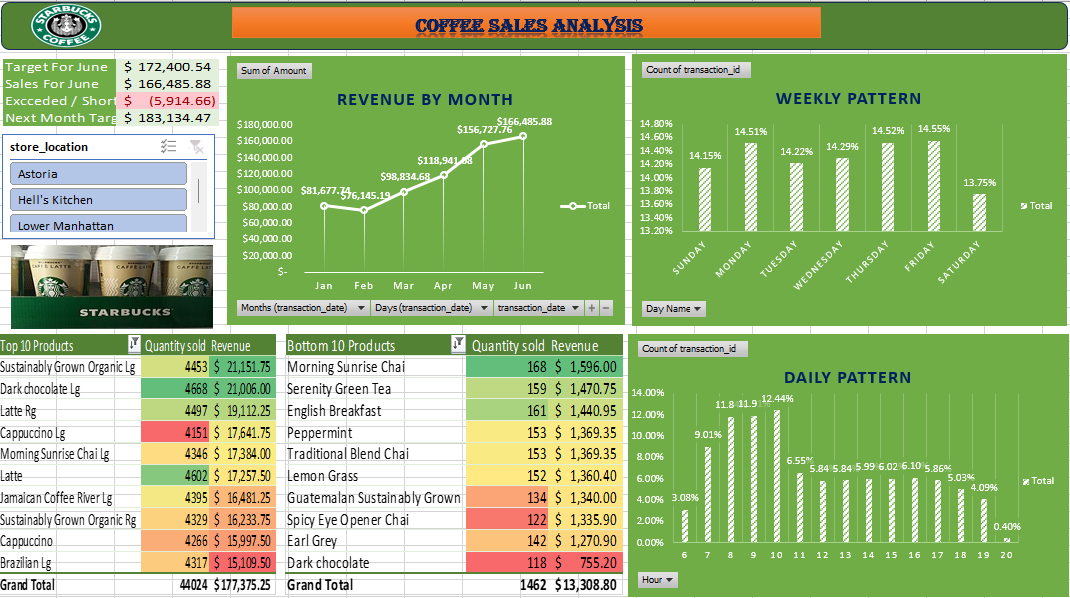 STARBUCKS
COFFEE
COFFEE SALES ANALYSIS
Target For June $ 172,400.54
Sales For June $ 166,485.88
Excceded / Short $ (5,914.66)
Next Month Targ $ 183,134.47
store_location
Astoria
Hell's Kitchen
Lower Manhattan
STARBUCKS
Sum of Amount
REVENUE BY MONTH
$180,000.00
$160,000.00
$140,000.00
$120,000.00
$100,000.00
$80,000.00
$60,000.00
$40,000.00
$20,000.00
$-
$81,677.74
$76,145.19
$98,834.68
$156,727.76
$166,485.88
Total
Jan Feb Mar Apr May Jun
Months (transaction_date) Days (transaction_date) transaction_date + −
Count of transaction_id
WEEKLY PATTERN
14.80%
14.60%
14.40%
14.20%
14.00%
13.80%
13.60%
13.40%
13.20%
14.15% 14.51% 14.22% 14.29% 14.52% 14.55% 13.75%
Total
SUNDAY MONDAY TUESDAY WEDNESDAY THURSDAY FRIDAY SATURDAY
Day Name
Top 10 Products Quantity sold Revenue
Sustainably Grown Organic Lg 4453 $ 21,151.75
Dark chocolate Lg 4668 $ 21,006.00
Latte Rg 4497 $ 19,112.25
Cappuccino Lg 4151 $ 17,641.75
Morning Sunrise Chai Lg 4346 $ 17,384.00
Latte 4602 $ 17,257.50
Jamaican Coffee River Lg 4395 $ 16,481.25
Sustainably Grown Organic Rg 4329 $ 16,233.75
Cappuccino 4266 $ 15,997.50
Brazilian Lg 4317 $ 15,109.50
Grand Total 44024 $177,375.25
Bottom 10 Products Quantity sold Revenue
Morning Sunrise Chai 168 $ 1,596.00
Serenity Green Tea 159 $ 1,470.75
English Breakfast 161 $ 1,440.95
Peppermint 153 $ 1,369.35
Traditional Blend Chai 153 $ 1,369.35
Lemon Grass 152 $ 1,360.40
Guatemalan Sustainably Grown 134 $ 1,340.00
Spicy Eye Opener Chai 122 $ 1,335.90
Earl Grey 142 $ 1,270.90
Dark chocolate 118 $ 755.20
Grand Total 1462 $13,308.80
Count of transaction_id
DAILY PATTERN
14.00%
12.00%
10.00%
8.00%
6.00%
4.00%
2.00%
0.00%
3.08% 9.01% 12.44% 6.55% 5.86% 5.03% 4.09% 0.40%
Total
6 7 8 9 10 11 12 13 14 15 16 17 18 19 20
Hour